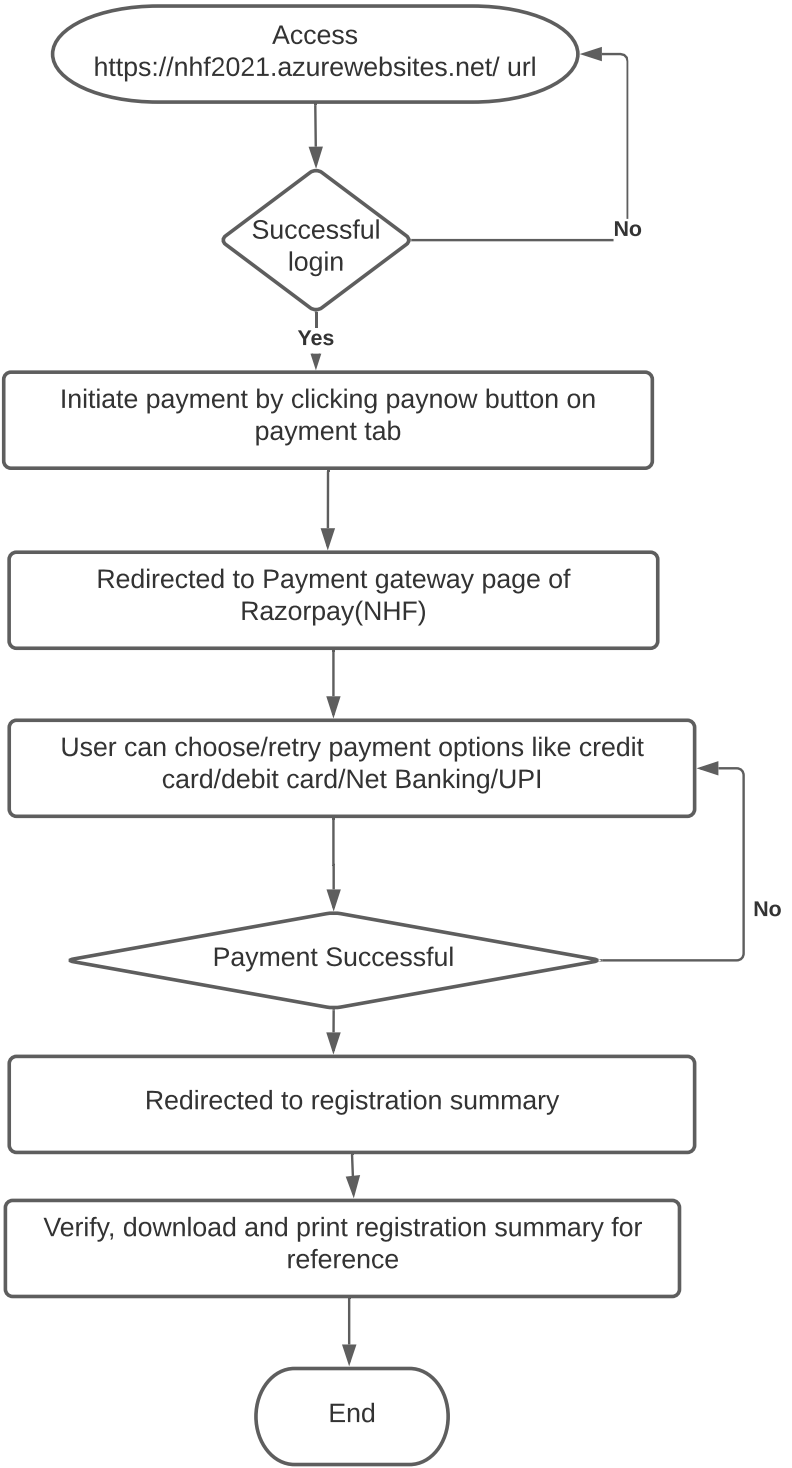 Access
https://nhf2021.azurewebsites.net/ url
Successful
login
No
Yes
Initiate payment by clicking paynow button on
payment tab
Redirected to Payment gateway page of
Razorpay(NHF)
User can choose/retry payment options like credit
card/debit card/Net Banking/UPI
No
Payment Successful
Redirected to registration summary
Verify, download and print registration summary for
reference
End